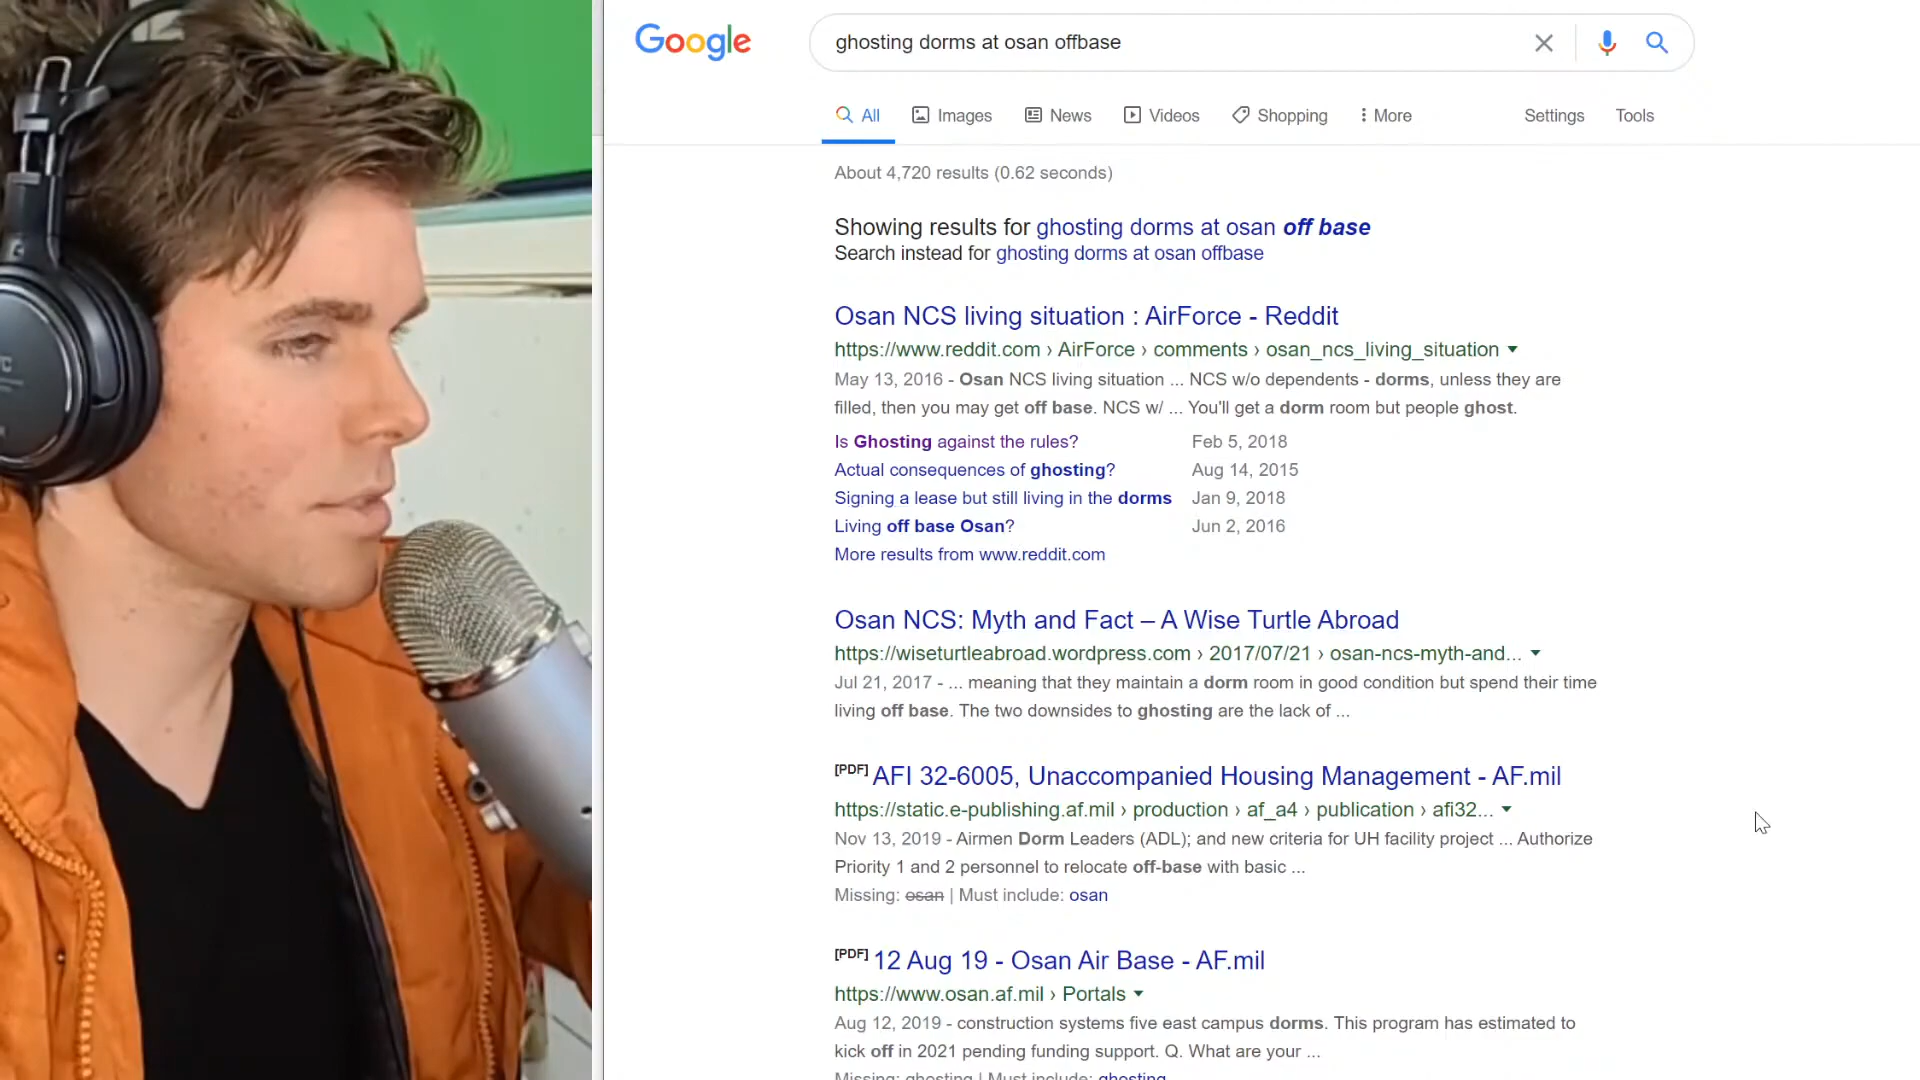 Google
ghosting dorms at osan offbase
All Images News Videos Shopping More Settings Tools
About 4,720 results (0.62 seconds)
Showing results for ghosting dorms at osan off base
Search instead for ghosting dorms at osan offbase
Osan NCS living situation : AirForce - Reddit
https://www.reddit.com › AirForce › comments › osan_ncs_living_situation
May 13, 2016 - Osan NCS living situation ... NCS w/o dependents - dorms, unless they are
filled, then you may get off base. NCS w/ ... You'll get a dorm room but people ghost.
Is Ghosting against the rules? Feb 5, 2018
Actual consequences of ghosting? Aug 14, 2015
Signing a lease but still living in the dorms Jan 9, 2018
Living off base Osan? Jun 2, 2016
More results from www.reddit.com
Osan NCS: Myth and Fact – A Wise Turtle Abroad
https://wiseturtleabroad.wordpress.com › 2017/07/21 › osan-ncs-myth-and...
Jul 21, 2017 - ... meaning that they maintain a dorm room in good condition but spend their time
living off base. The two downsides to ghosting are the lack of ...
[PDF] AFI 32-6005, Unaccompanied Housing Management - AF.mil
https://static.e-publishing.af.mil › production › af_a4 › publication › afi32...
Nov 13, 2019 - Airmen Dorm Leaders (ADL); and new criteria for UH facility project ... Authorize
Priority 1 and 2 personnel to relocate off-base with basic ...
Missing: osan | Must include: osan
[PDF] 12 Aug 19 - Osan Air Base - AF.mil
https://www.osan.af.mil › Portals
Aug 12, 2019 - construction systems five east campus dorms. This program has estimated to
kick off in 2021 pending funding support. Q. What are your ...
Missing: ghosting | Must include: ghosting